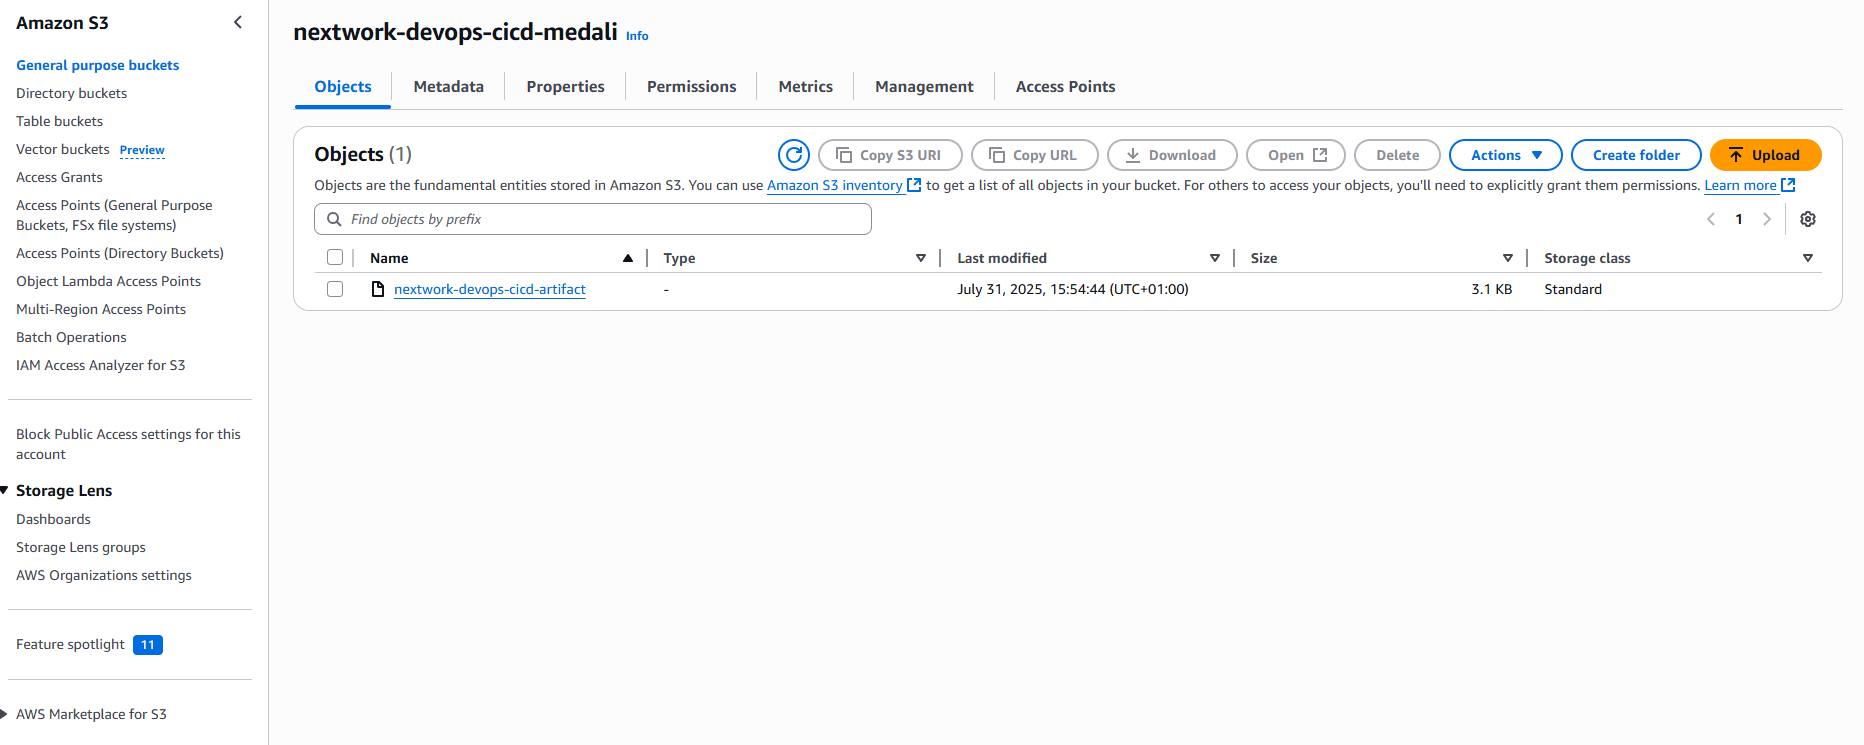 Amazon S3
General purpose buckets
Directory buckets
Table buckets
Vector buckets Preview
Access Grants
Access Points (General Purpose
Buckets, FSx file systems)
Access Points (Directory Buckets)
Object Lambda Access Points
Multi-Region Access Points
Batch Operations
IAM Access Analyzer for S3
Block Public Access settings for this
account
Storage Lens
Dashboards
Storage Lens groups
AWS Organizations settings
Feature spotlight 11
AWS Marketplace for S3
nextwork-devops-cicd-medali Info
Objects Metadata Properties Permissions Metrics Management Access Points
Objects (1) Copy S3 URI Copy URL Download Open Delete Actions Create folder Upload
Objects are the fundamental entities stored in Amazon S3. You can use Amazon S3 inventory to get a list of all objects in your bucket. For others to access your objects, you'll need to explicitly grant them permissions. Learn more
Find objects by prefix 1
Name Type Last modified Size Storage class
nextwork-devops-cicd-artifact - July 31, 2025, 15:54:44 (UTC+01:00) 3.1 KB Standard